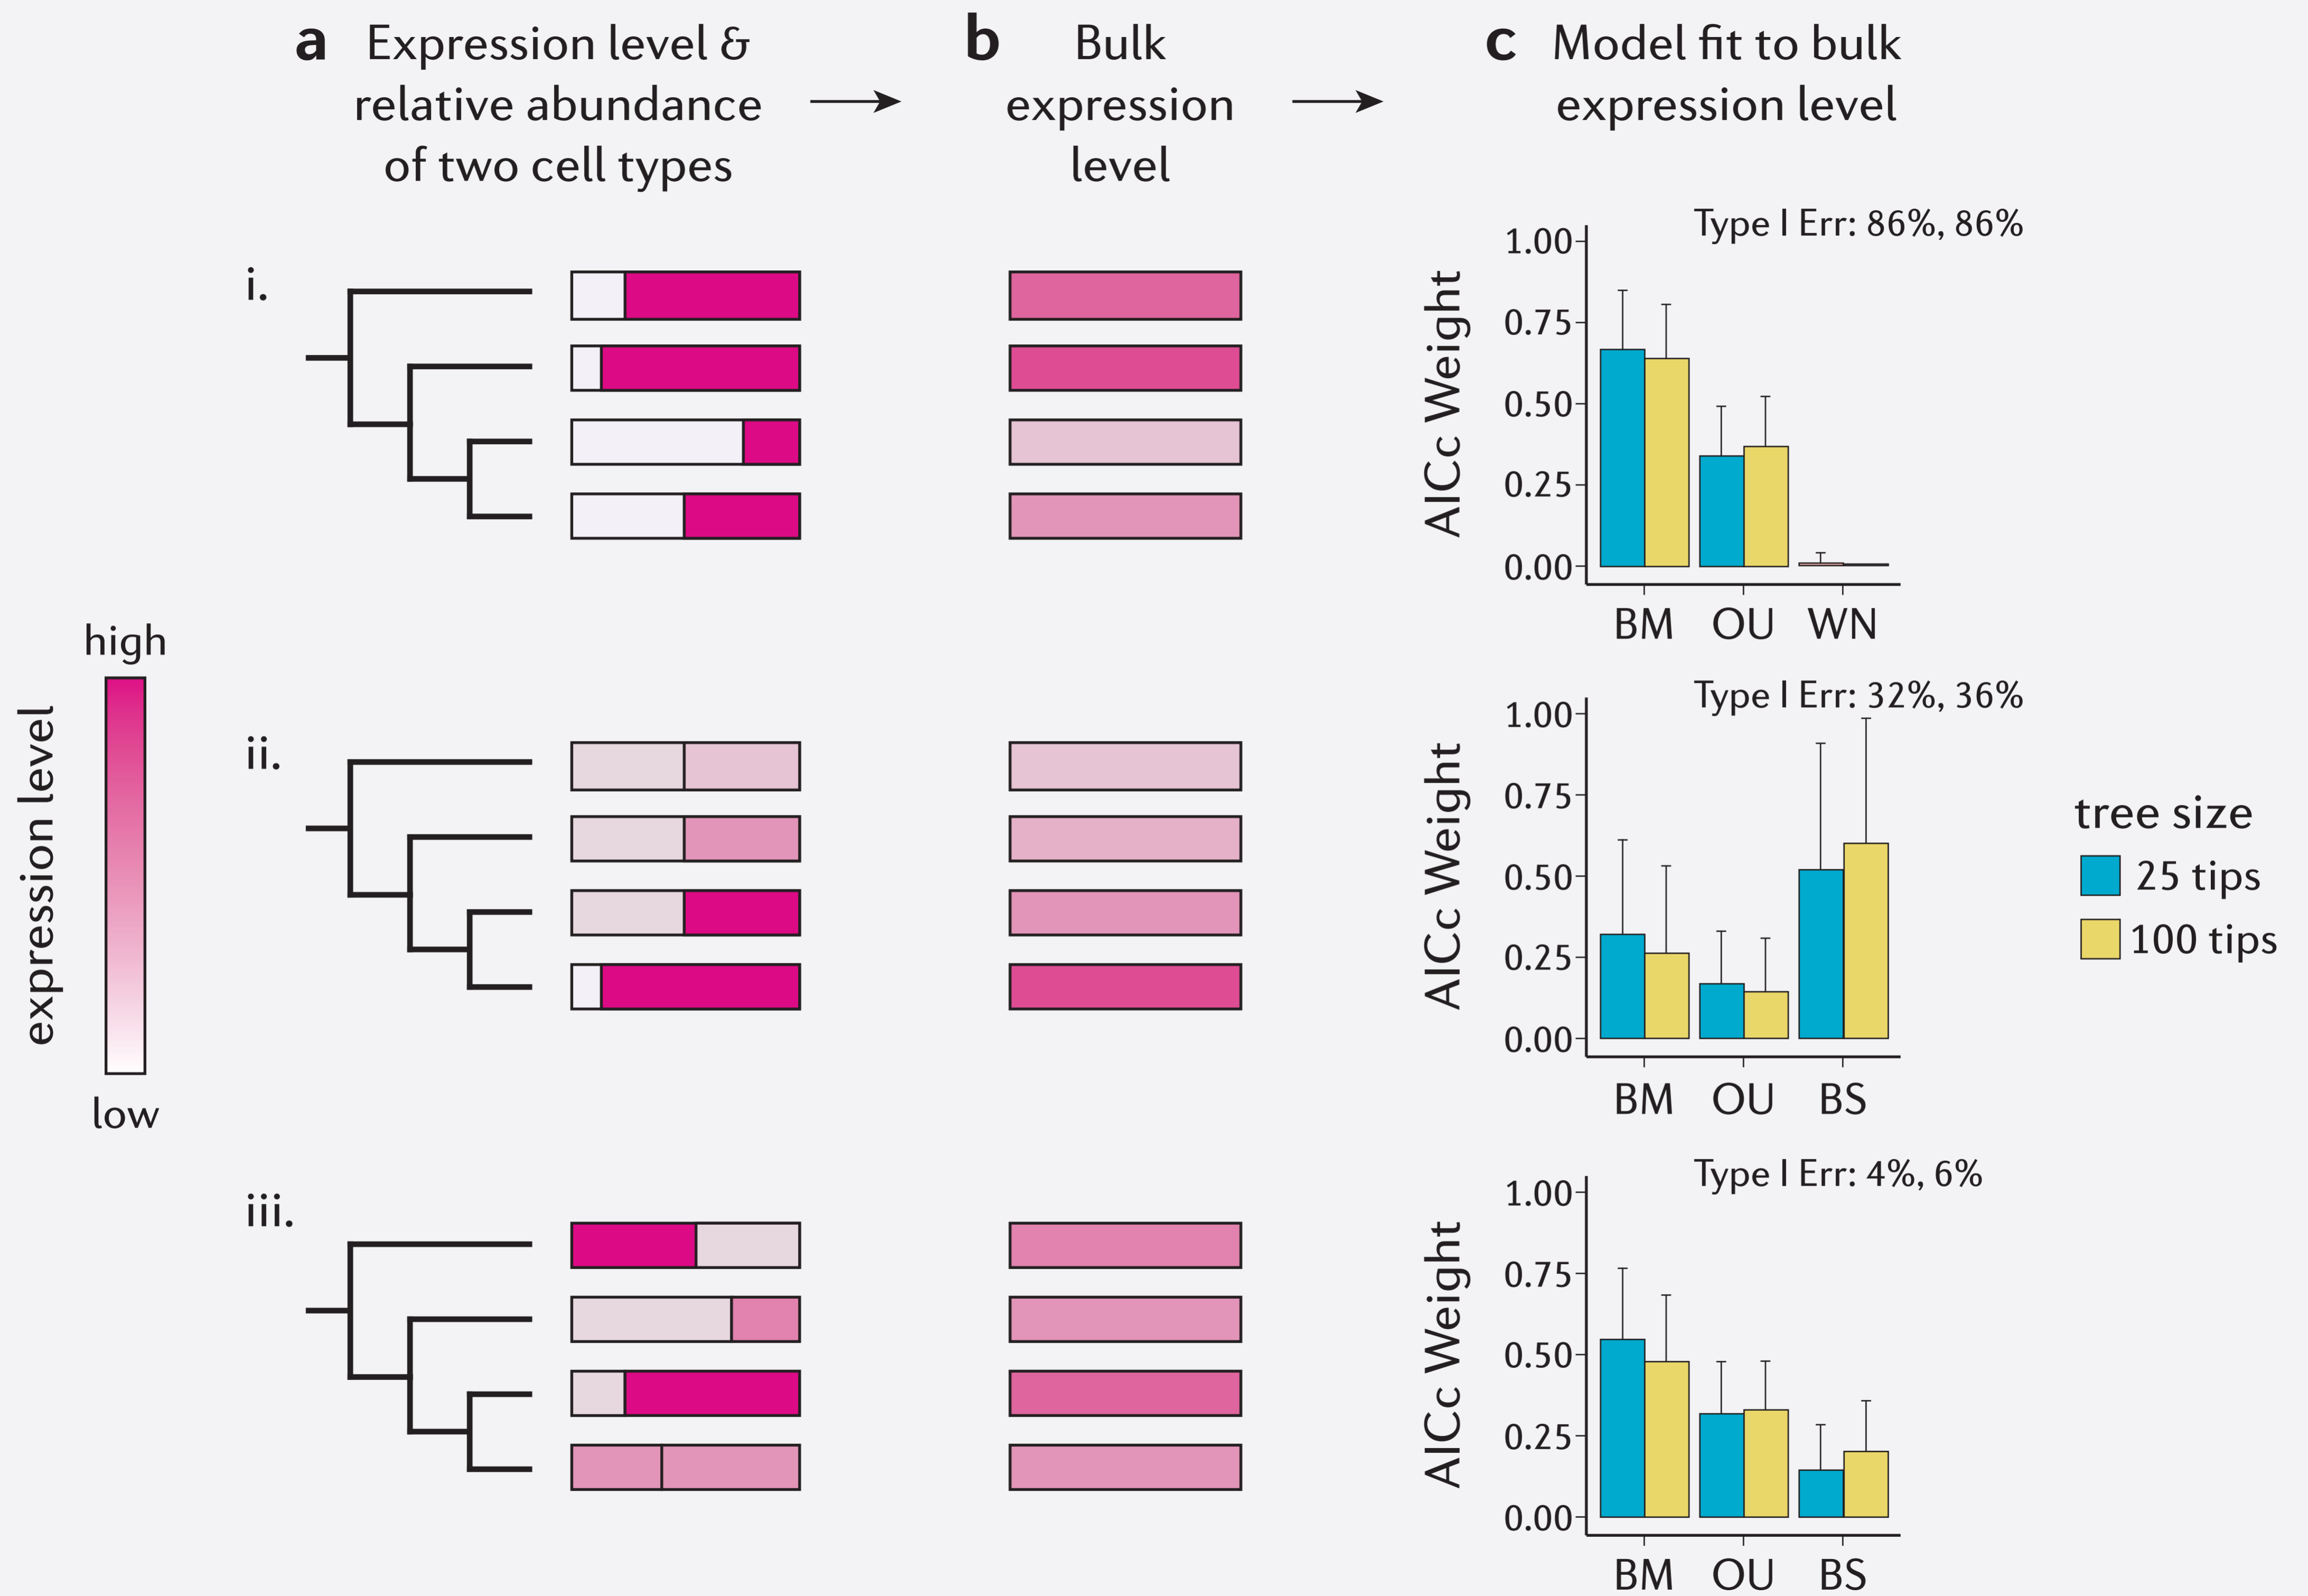 a Expression level &
relative abundance
of two cell types
b Bulk
expression
level
c Model fit to bulk
expression level
high
expression level
low
i.
Type I Err: 86%, 86%
AICc Weight
1.00
0.75
0.50
0.25
0.00
BM OU WN
ii.
Type I Err: 32%, 36%
AICc Weight
1.00
0.75
0.50
0.25
0.00
BM OU BS
tree size
25 tips
100 tips
iii.
Type I Err: 4%, 6%
AICc Weight
1.00
0.75
0.50
0.25
0.00
BM OU BS